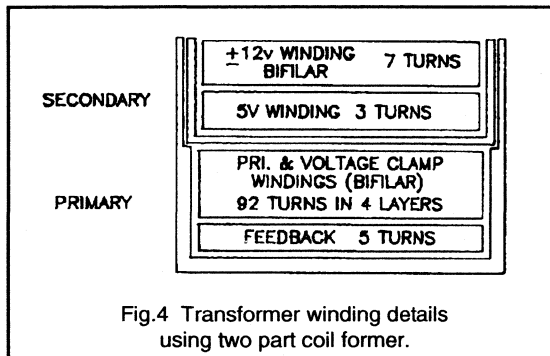 ±12v WINDING 7 TURNS
BIFILAR
SECONDARY
5V WINDING 3 TURNS
PRI. & VOLTAGE CLAMP
WINDINGS (BIFILAR)
PRIMARY
92 TURNS IN 4 LAYERS
FEEDBACK 5 TURNS
Fig.4 Transformer winding details
using two part coil former.